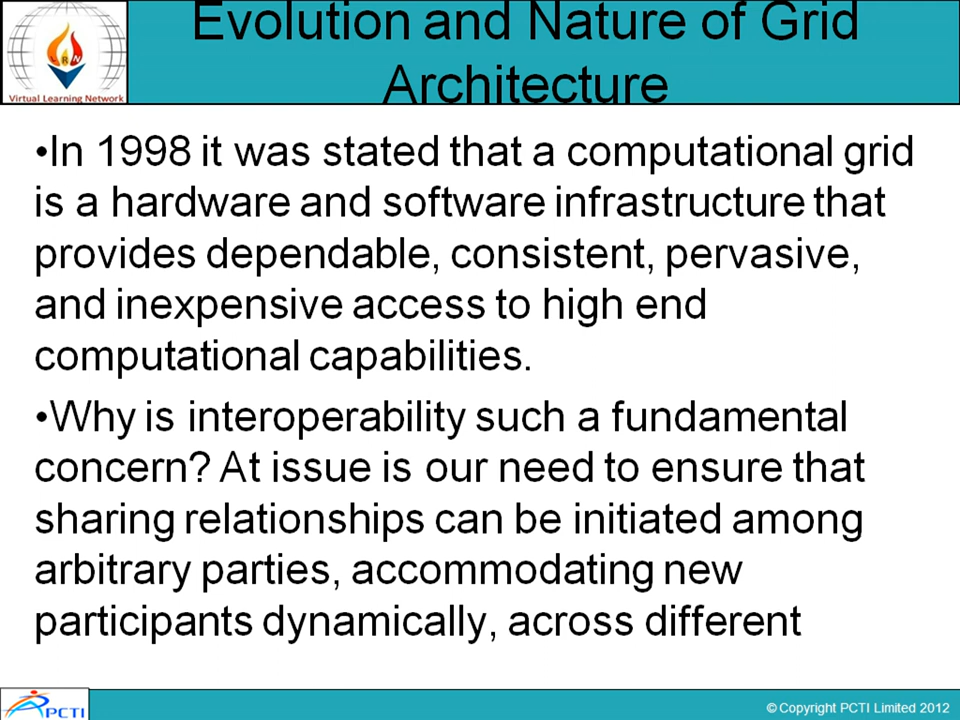 Evolution and Nature of Grid
Architecture
RN
Virtual Learning Network
•In 1998 it was stated that a computational grid
is a hardware and software infrastructure that
provides dependable, consistent, pervasive,
and inexpensive access to high end
computational capabilities.
•Why is interoperability such a fundamental
concern? At issue is our need to ensure that
sharing relationships can be initiated among
arbitrary parties, accommodating new
participants dynamically, across different
PCTI
© Copyright PCTI Limited 2012